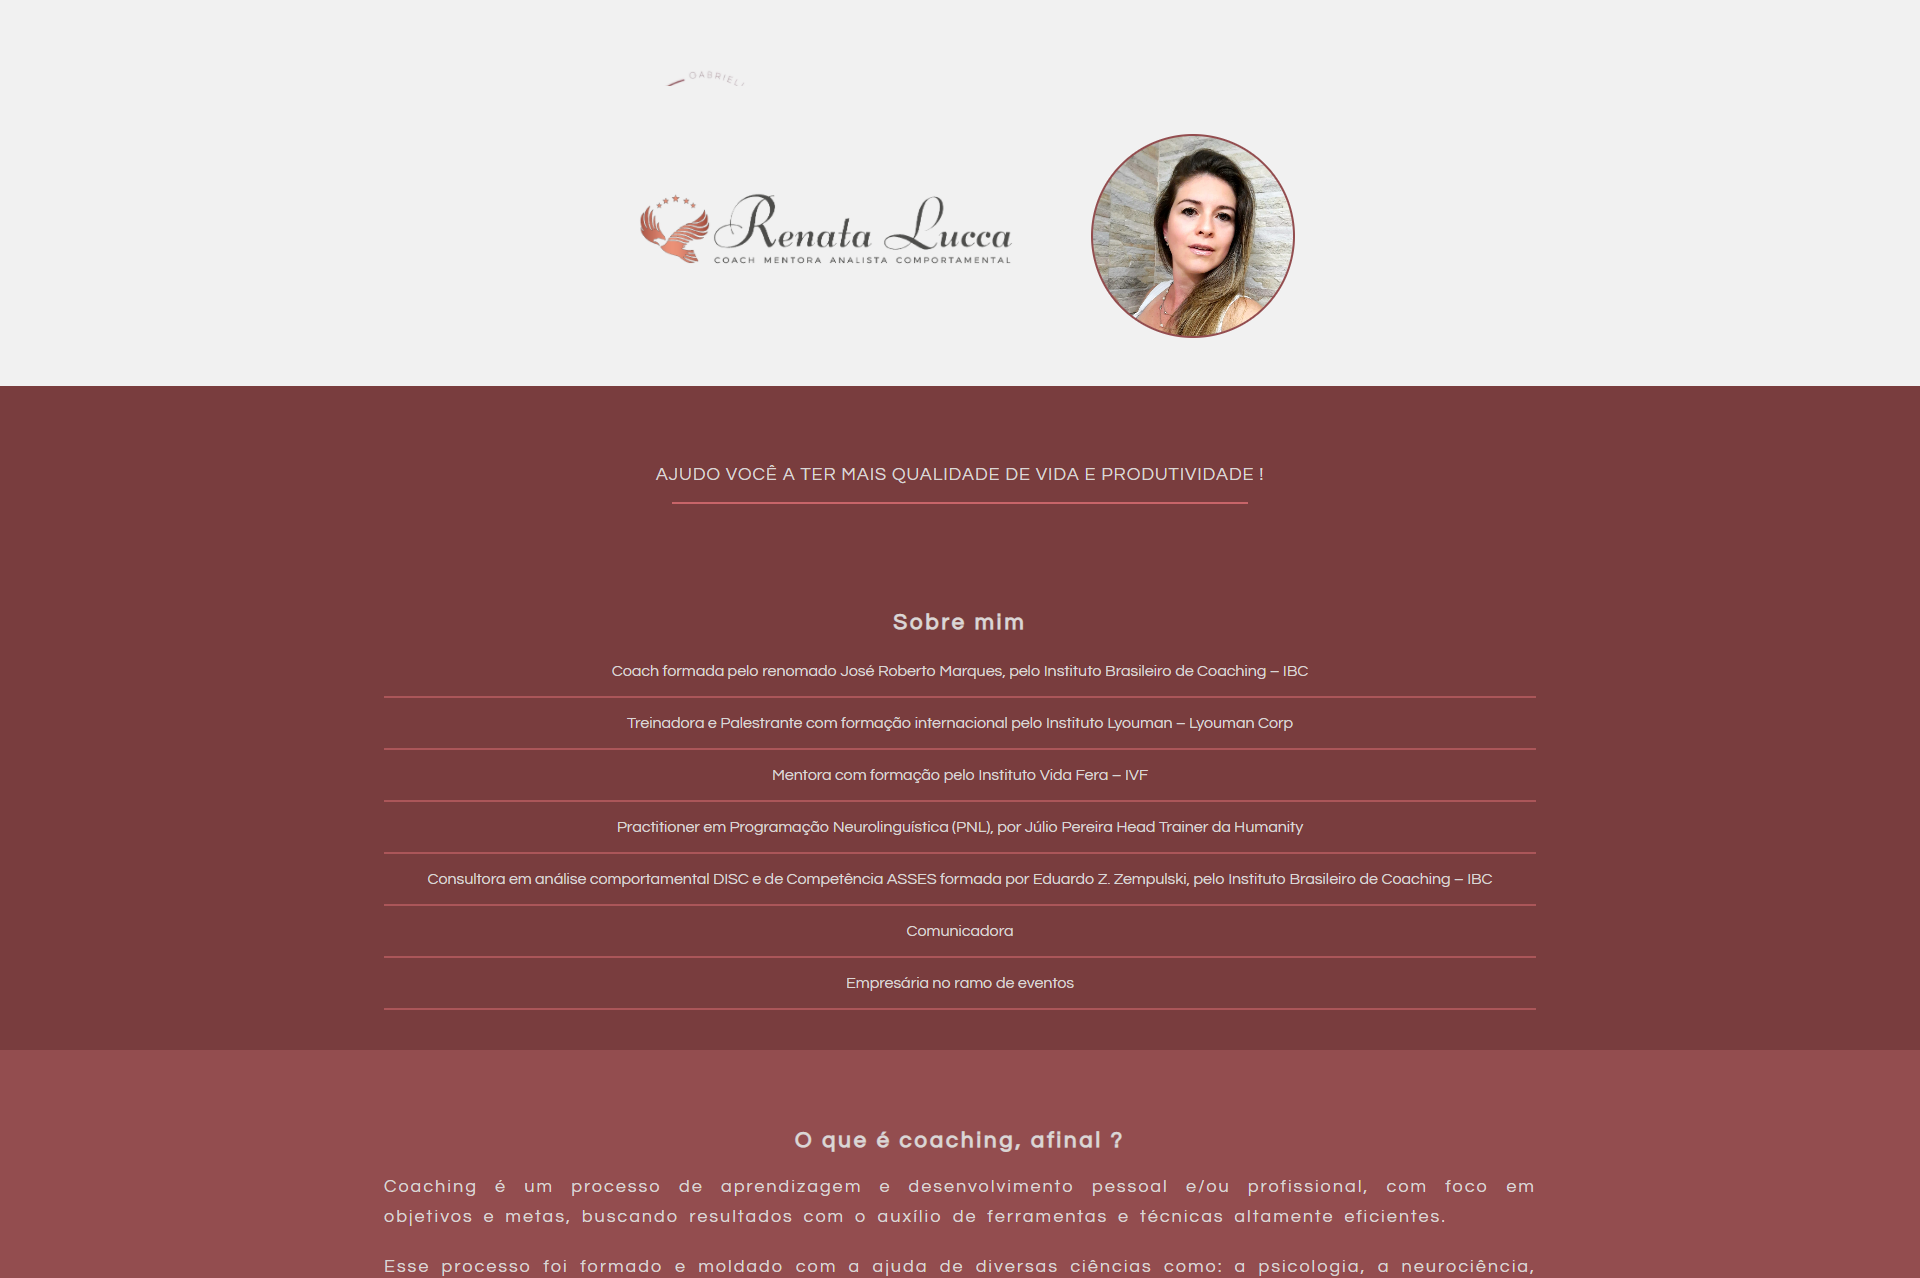 GABRIELI
Renata Lucca
COACH MENTORA ANALISTA COMPORTAMENTAL
AJUDO VOCÊ A TER MAIS QUALIDADE DE VIDA E PRODUTIVIDADE !
Sobre mim
Coach formada pelo renomado José Roberto Marques, pelo Instituto Brasileiro de Coaching – IBC
Treinadora e Palestrante com formação internacional pelo Instituto Lyouman – Lyouman Corp
Mentora com formação pelo Instituto Vida Fera – IVF
Practitioner em Programação Neurolinguística (PNL), por Júlio Pereira Head Trainer da Humanity
Consultora em análise comportamental DISC e de Competência ASSES formada por Eduardo Z. Zempulski, pelo Instituto Brasileiro de Coaching – IBC
Comunicadora
Empresária no ramo de eventos
O que é coaching, afinal ?
Coaching é um processo de aprendizagem e desenvolvimento pessoal e/ou profissional, com foco em
objetivos e metas, buscando resultados com o auxílio de ferramentas e técnicas altamente eficientes.
Esse processo foi formado e moldado com a ajuda de diversas ciências como: a psicologia, a neurociência,